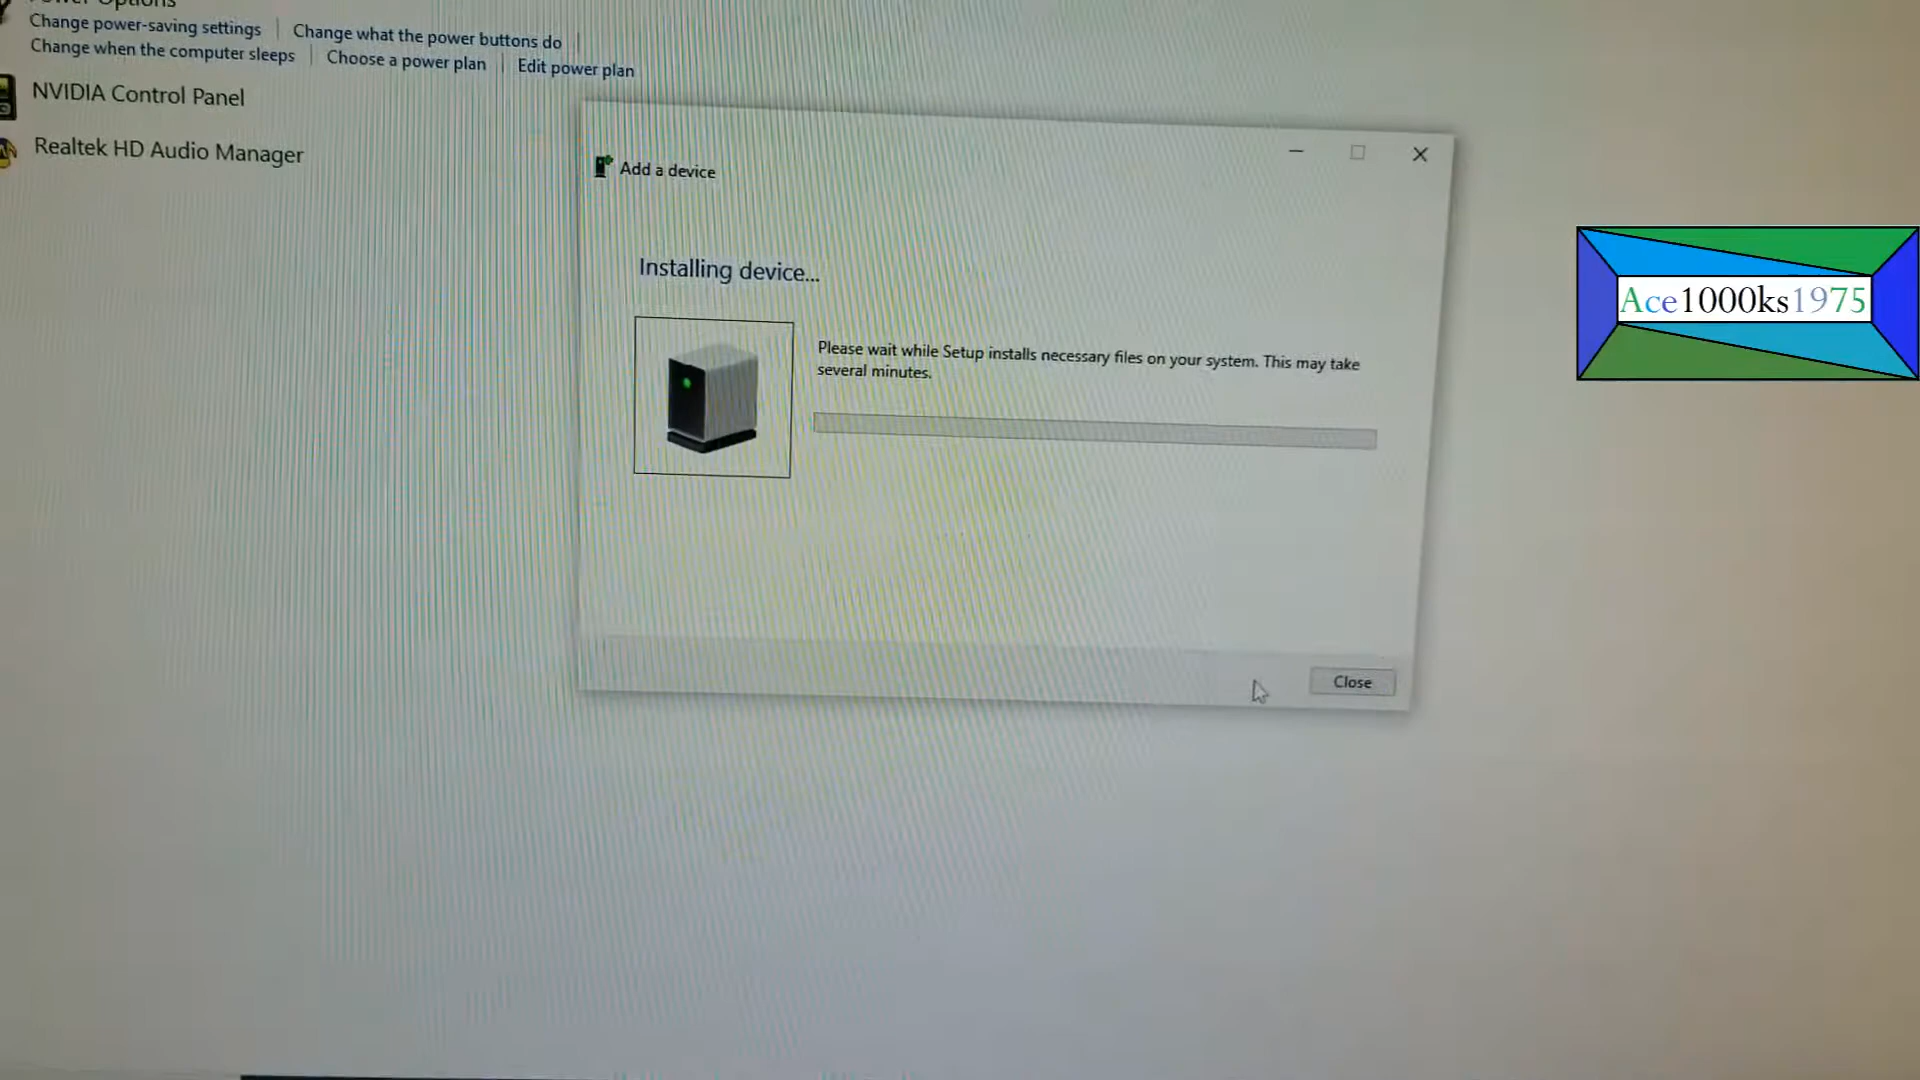 Power Options
Change power-saving settings
Change what the power buttons do
Change when the computer sleeps
Choose a power plan
Edit power plan
NVIDIA Control Panel
Realtek HD Audio Manager
Add a device
Installing device...
Please wait while Setup installs necessary files on your system. This may take
several minutes.
Close
Ace1000ks1975